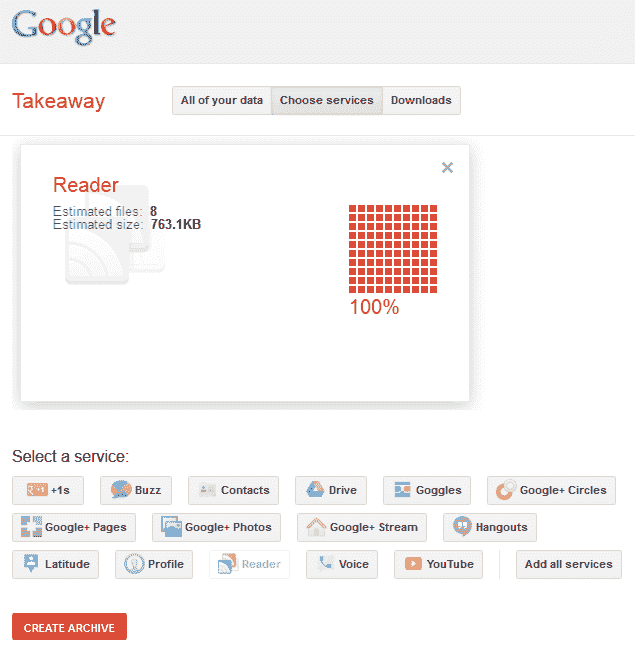 Google
Takeaway All of your data Choose services Downloads
×
Reader
Estimated files: 8
Estimated size: 763.1KB
100%
Select a service:
+1s Buzz Contacts Drive Goggles Google+ Circles
Google+ Pages Google+ Photos Google+ Stream Hangouts
Latitude Profile Reader Voice YouTube Add all services
CREATE ARCHIVE